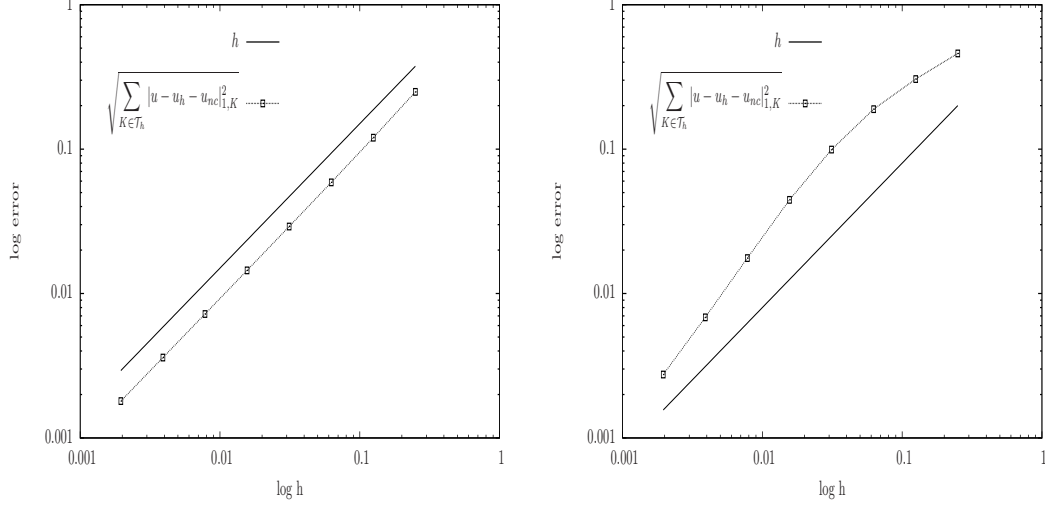 1
0.1
0.01
0.001
0.001
0.01
0.1
1
log error
log h
h
√∑_{K∈𝒯_h} |u − u_h − u_{nc}|²_{1,K}
1
0.1
0.01
0.001
0.001
0.01
0.1
1
log error
log h
h
√∑_{K∈𝒯_h} |u − u_h − u_{nc}|²_{1,K}